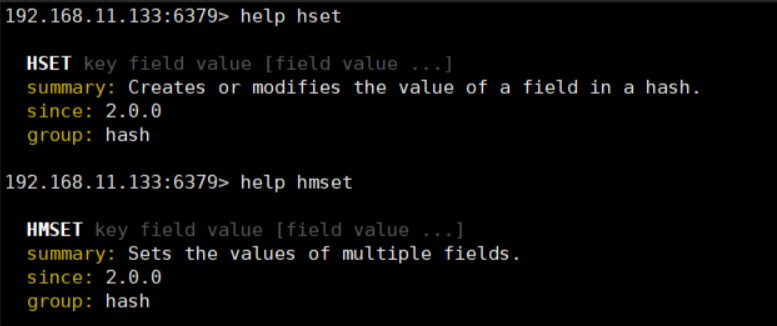 192.168.11.133:6379> help hset
HSET key field value [field value ...]
summary: Creates or modifies the value of a field in a hash.
since: 2.0.0
group: hash
192.168.11.133:6379> help hmset
HMSET key field value [field value ...]
summary: Sets the values of multiple fields.
since: 2.0.0
group: hash